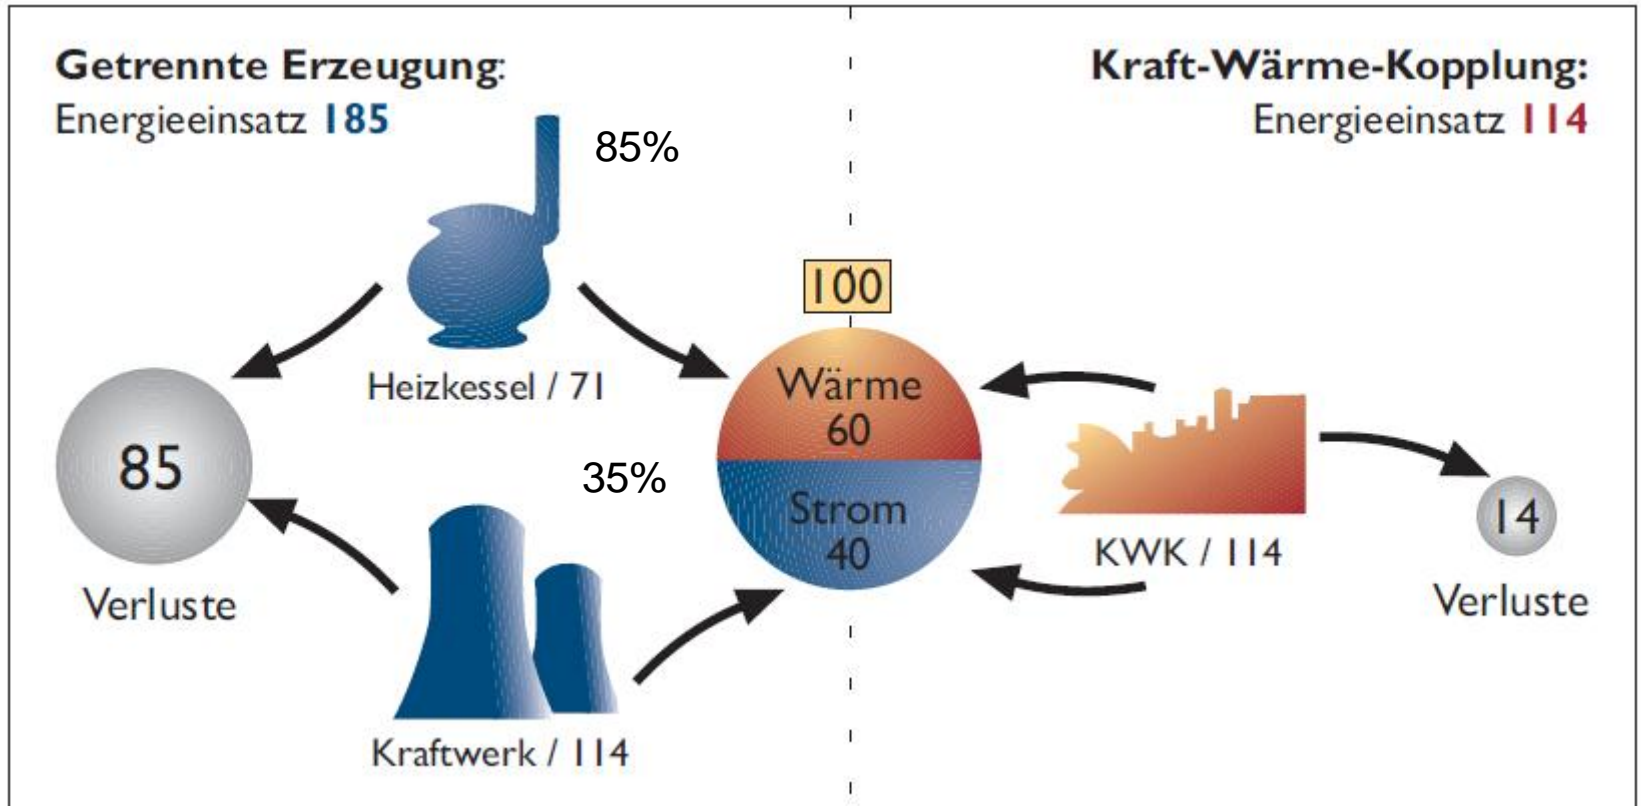 Getrennte Erzeugung:
Energieeinsatz 185
Kraft-Wärme-Kopplung:
Energieeinsatz 114
85%
100
Heizkessel / 71
Wärme
60
85
Verluste
35%
Strom
40
KWK / 114
14
Verluste
Kraftwerk / 114